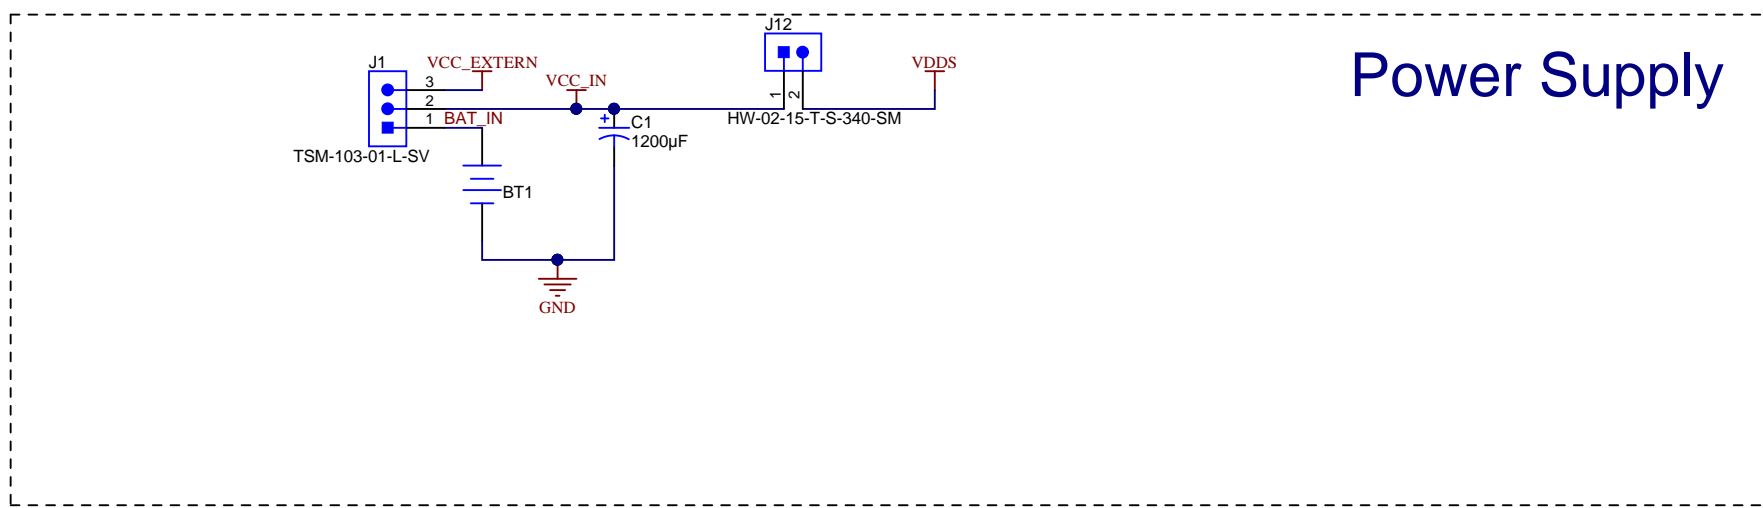 Power Supply
J12
J1
VCC_EXTERN
VCC_IN
VDDS
3
2
1
BAT_IN
1
2
+
C1
1200µF
HW-02-15-T-S-340-SM
TSM-103-01-L-SV
BT1
GND